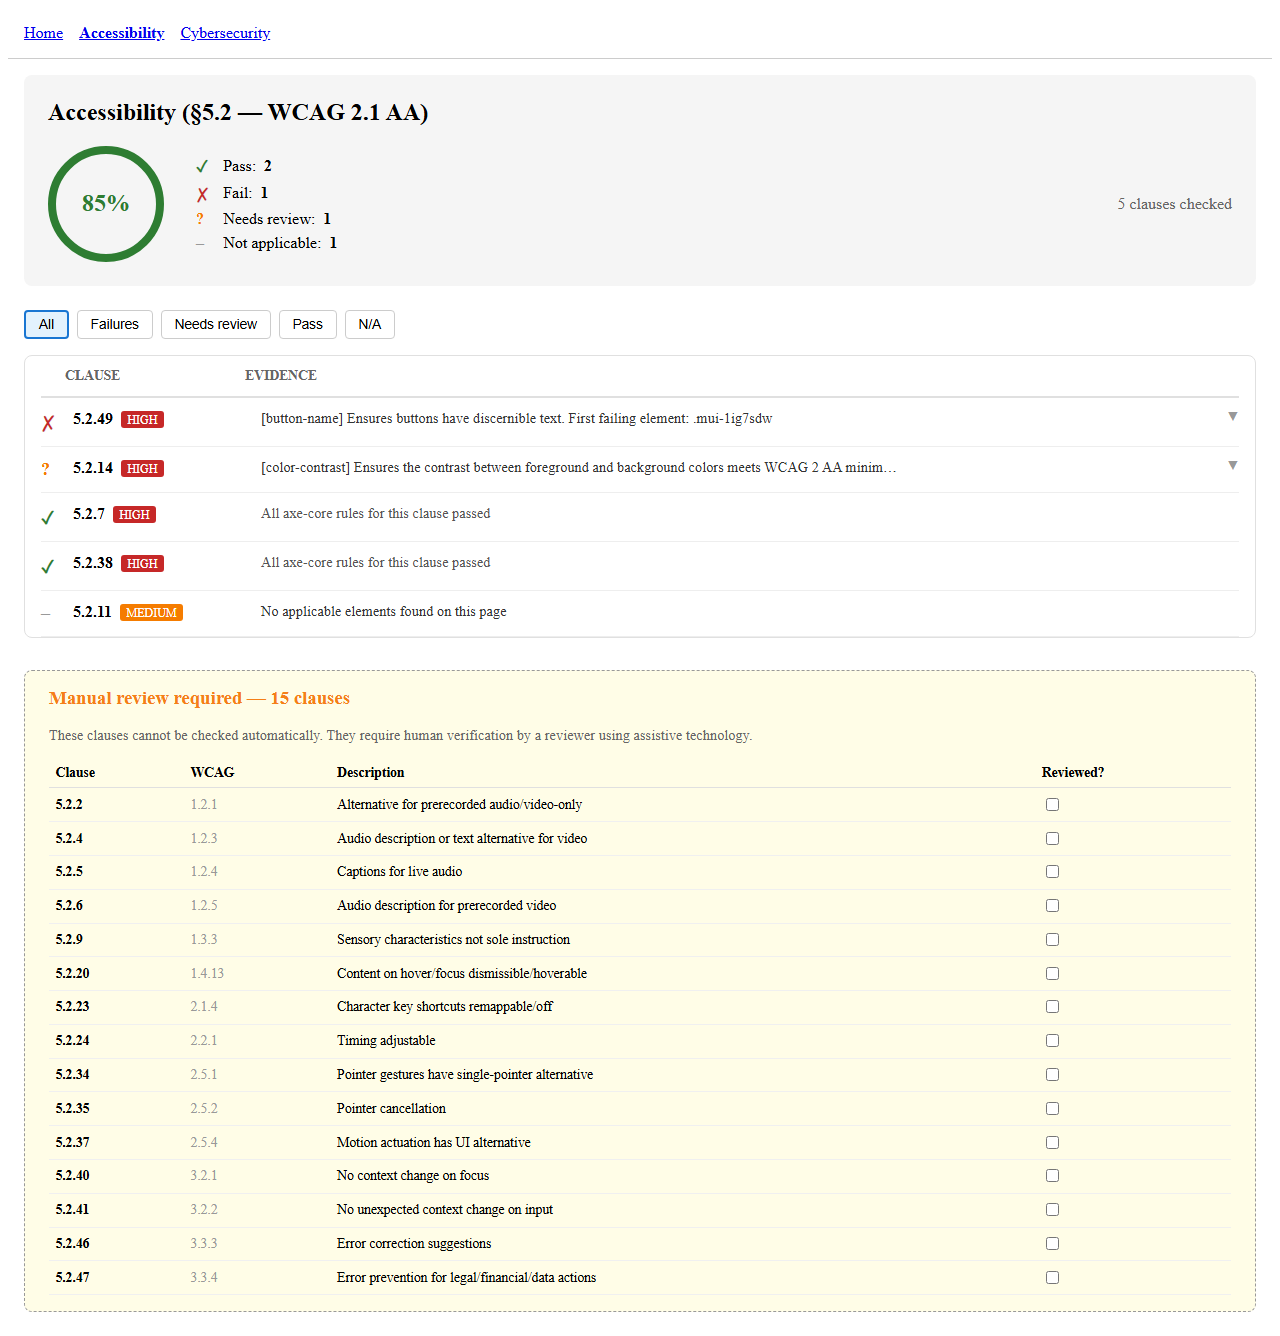 Home Accessibility Cybersecurity
Accessibility (§5.2 — WCAG 2.1 AA)
85%
✓ Pass: 2
✗ Fail: 1
? Needs review: 1
– Not applicable: 1
5 clauses checked
All Failures Needs review Pass N/A
CLAUSE EVIDENCE
✗ 5.2.49 HIGH [button-name] Ensures buttons have discernible text. First failing element: .mui-1ig7sdw ▼
? 5.2.14 HIGH [color-contrast] Ensures the contrast between foreground and background colors meets WCAG 2 AA minim… ▼
✓ 5.2.7 HIGH All axe-core rules for this clause passed
✓ 5.2.38 HIGH All axe-core rules for this clause passed
– 5.2.11 MEDIUM No applicable elements found on this page
Manual review required — 15 clauses
These clauses cannot be checked automatically. They require human verification by a reviewer using assistive technology.
Clause WCAG Description Reviewed?
5.2.2 1.2.1 Alternative for prerecorded audio/video-only
5.2.4 1.2.3 Audio description or text alternative for video
5.2.5 1.2.4 Captions for live audio
5.2.6 1.2.5 Audio description for prerecorded video
5.2.9 1.3.3 Sensory characteristics not sole instruction
5.2.20 1.4.13 Content on hover/focus dismissible/hoverable
5.2.23 2.1.4 Character key shortcuts remappable/off
5.2.24 2.2.1 Timing adjustable
5.2.34 2.5.1 Pointer gestures have single-pointer alternative
5.2.35 2.5.2 Pointer cancellation
5.2.37 2.5.4 Motion actuation has UI alternative
5.2.40 3.2.1 No context change on focus
5.2.41 3.2.2 No unexpected context change on input
5.2.46 3.3.3 Error correction suggestions
5.2.47 3.3.4 Error prevention for legal/financial/data actions